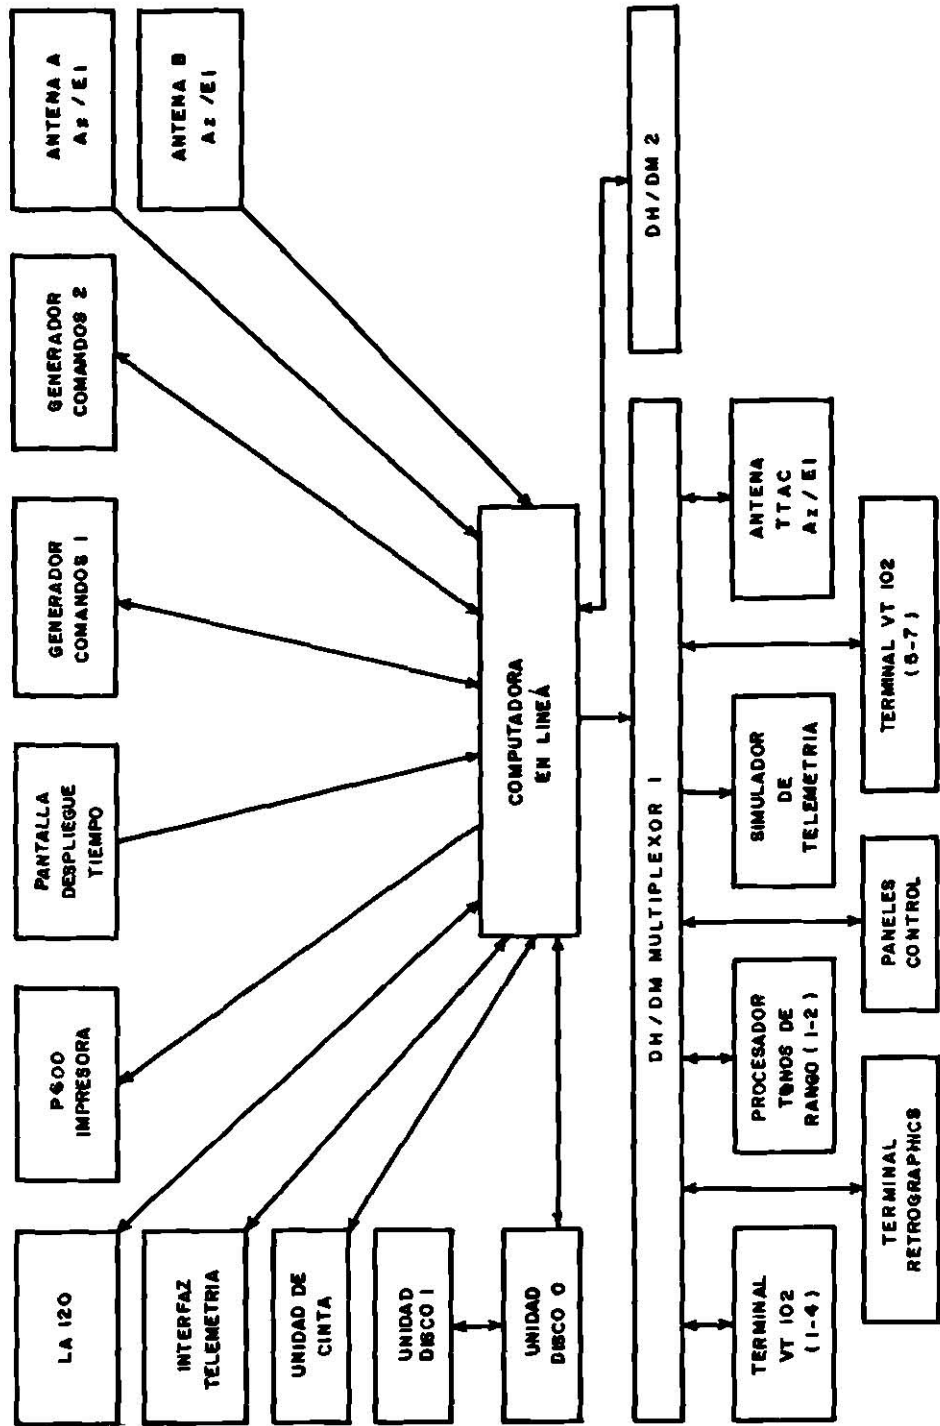 LA 120
P600
IMPRESORA
PANTALLA
DESPLIEGUE
TIEMPO
GENERADOR
COMANDOS 1
GENERADOR
COMANDOS 2
ANTENA A
Az / El
INTERFAZ
TELEMETRIA
ANTENA B
Az / El
UNIDAD DE
CINTA
UNIDAD
DISCO 1
UNIDAD
DISCO 0
COMPUTADORA
EN LINEÁ
DH/DM MULTIPLEXOR 1
DH/DM 2
TERMINAL
VT 102
(1-4)
PROCESADOR
TONOS DE
RANGO (1-2)
SIMULADOR
DE
TELEMETRIA
ANTENA
TTAC
Az / El
TERMINAL
RETROGRAPHICS
PANELES
CONTROL
TERMINAL VT 102
(5-7)